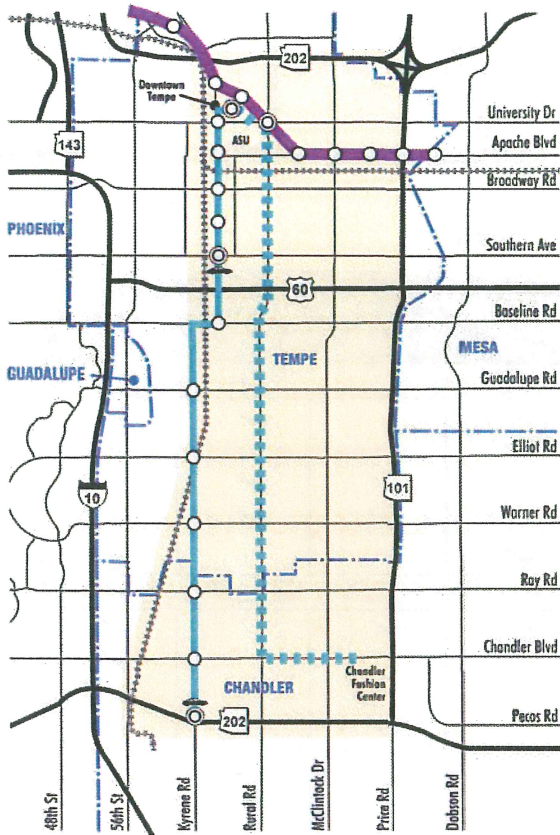 202
Downtown
Tempe
University Dr
143
ASU
Apache Blvd
Broadway Rd
PHOENIX
Southern Ave
60
Baseline Rd
TEMPE
MESA
GUADALUPE
Guadalupe Rd
Elliot Rd
10
101
Warner Rd
Ray Rd
Chandler Blvd
CHANDLER
Chandler
Fashion
Center
202
Pecos Rd
48th St
56th St
Kyrene Rd
Rural Rd
McClintock Dr
Price Rd
Dobson Rd